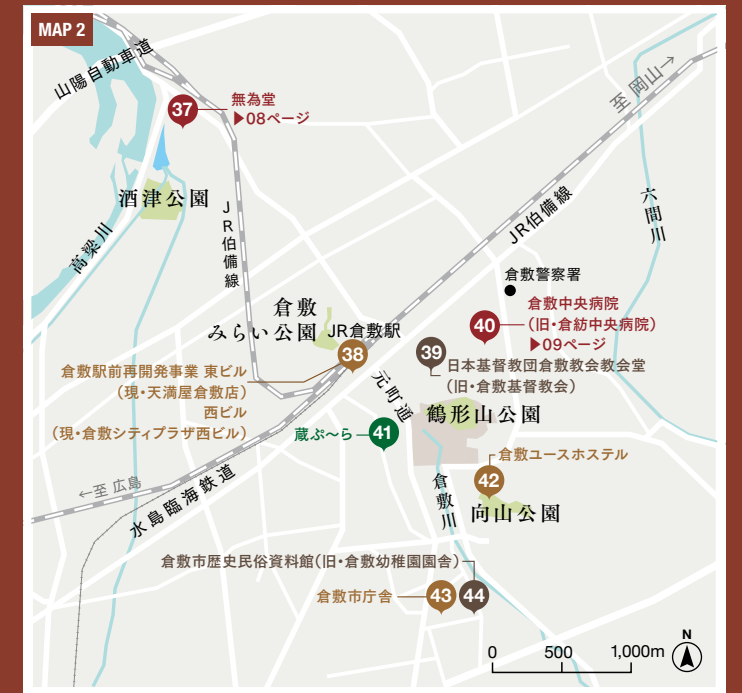 MAP 2
山陽自動車道
37
無為堂
▶08ページ
至 岡山→
酒津公園
高梁川
JR伯備線
JR伯備線
六間川
倉敷警察署
倉敷
みらい公園
JR倉敷駅
38
倉敷中央病院
(旧・倉紡中央病院)
▶09ページ
40
39
日本基督教団倉敷教会教会堂
(旧・倉敷基督教会)
倉敷駅前再開発事業 東ビル
(現・天満屋倉敷店)
西ビル
(現・倉敷シティプラザ西ビル)
元町通
鶴形山公園
蔵ぷ〜ら
41
倉敷ユースホステル
42
←至 広島
水島臨海鉄道
倉敷川
向山公園
倉敷市歴史民俗資料館(旧・倉敷幼稚園園舎)
倉敷市庁舎
43
44
N
0 500 1,000m